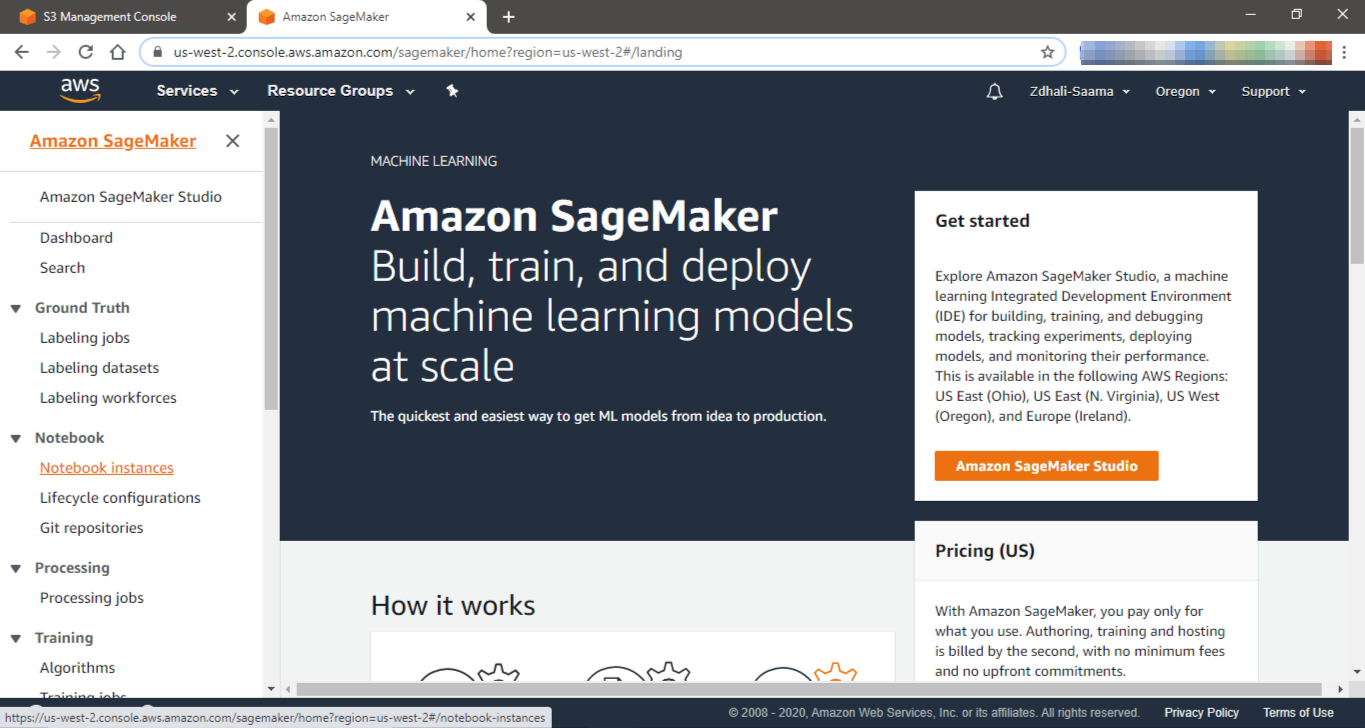 S3 Management Console
Amazon SageMaker
us-west-2.console.aws.amazon.com/sagemaker/home?region=us-west-2#/landing
aws
Services
Resource Groups
Zdhali-Saama
Oregon
Support
Amazon SageMaker
Amazon SageMaker Studio
Dashboard
Search
Ground Truth
Labeling jobs
Labeling datasets
Labeling workforces
Notebook
Notebook instances
Lifecycle configurations
Git repositories
Processing
Processing jobs
Training
Algorithms
Training jobs
MACHINE LEARNING
Amazon SageMaker
Build, train, and deploy
machine learning models
at scale
The quickest and easiest way to get ML models from idea to production.
Get started
Explore Amazon SageMaker Studio, a machine
learning Integrated Development Environment
(IDE) for building, training, and debugging
models, tracking experiments, deploying
models, and monitoring their performance.
This is available in the following AWS Regions:
US East (Ohio), US East (N. Virginia), US West
(Oregon), and Europe (Ireland).
Amazon SageMaker Studio
Pricing (US)
With Amazon SageMaker, you pay only for
what you use. Authoring, training and hosting
is billed by the second, with no minimum fees
and no upfront commitments.
How it works
https://us-west-2.console.aws.amazon.com/sagemaker/home?region=us-west-2#/notebook-instances
© 2008 - 2020, Amazon Web Services, Inc. or its affiliates. All rights reserved.
Privacy Policy
Terms of Use